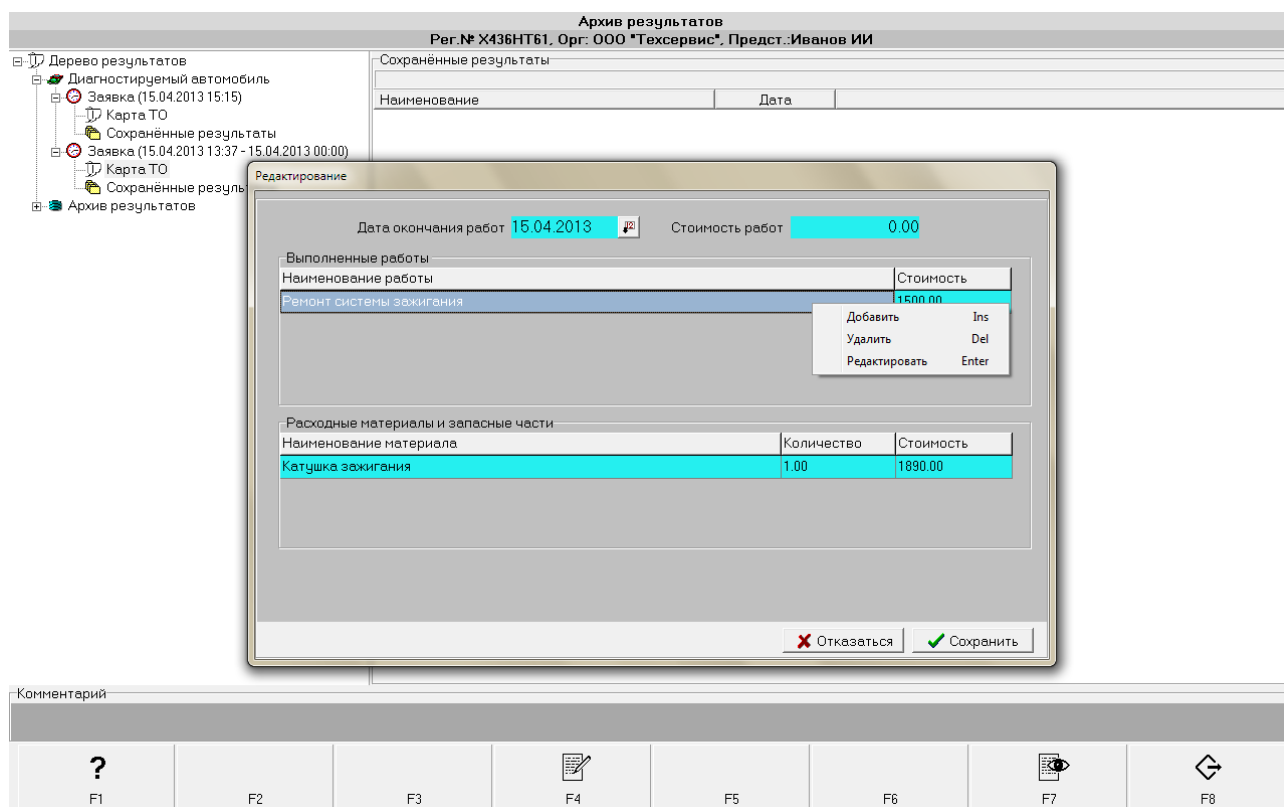 Архив результатов
Рег.№ Х436НТ61, Орг: ООО "Техсервис", Предст.:Иванов ИИ
Дерево результатов
Диагностируемый автомобиль
Заявка (15.04.2013 15:15)
Карта ТО
Сохранённые результаты
Заявка (15.04.2013 13:37 - 15.04.2013 00:00)
Карта ТО
Сохранённые резуль
Архив результатов
Сохранённые результаты
Наименование Дата
Редактирование
Дата окончания работ 15.04.2013 Стоимость работ 0.00
Выполненные работы
Наименование работы Стоимость
Ремонт системы зажигания 1500.00
Добавить Ins
Удалить Del
Редактировать Enter
Расходные материалы и запасные части
Наименование материала Количество Стоимость
Катушка зажигания 1.00 1890.00
Отказаться Сохранить
Комментарий
?
F1 F2 F3 F4 F5 F6 F7 F8